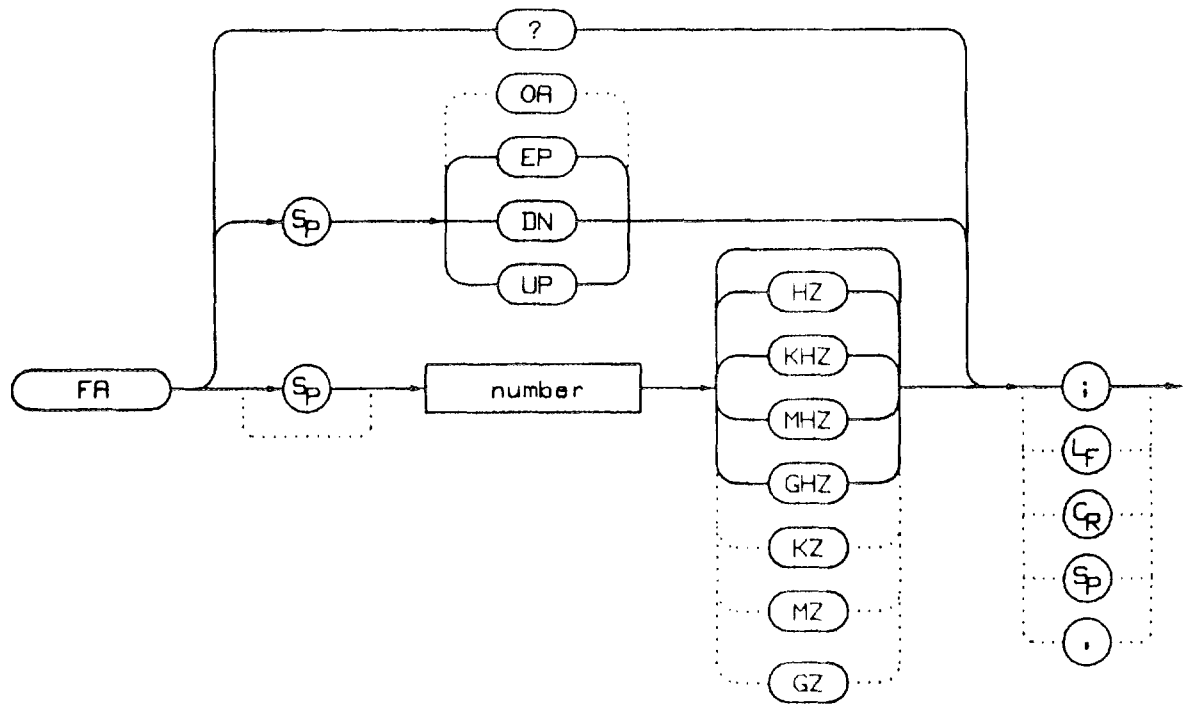 ?
OA
EP
SP
DN
UP
HZ
KHZ
FA
SP
number
MHZ
GHZ
KZ
MZ
GZ
;
LF
CR
SP
,